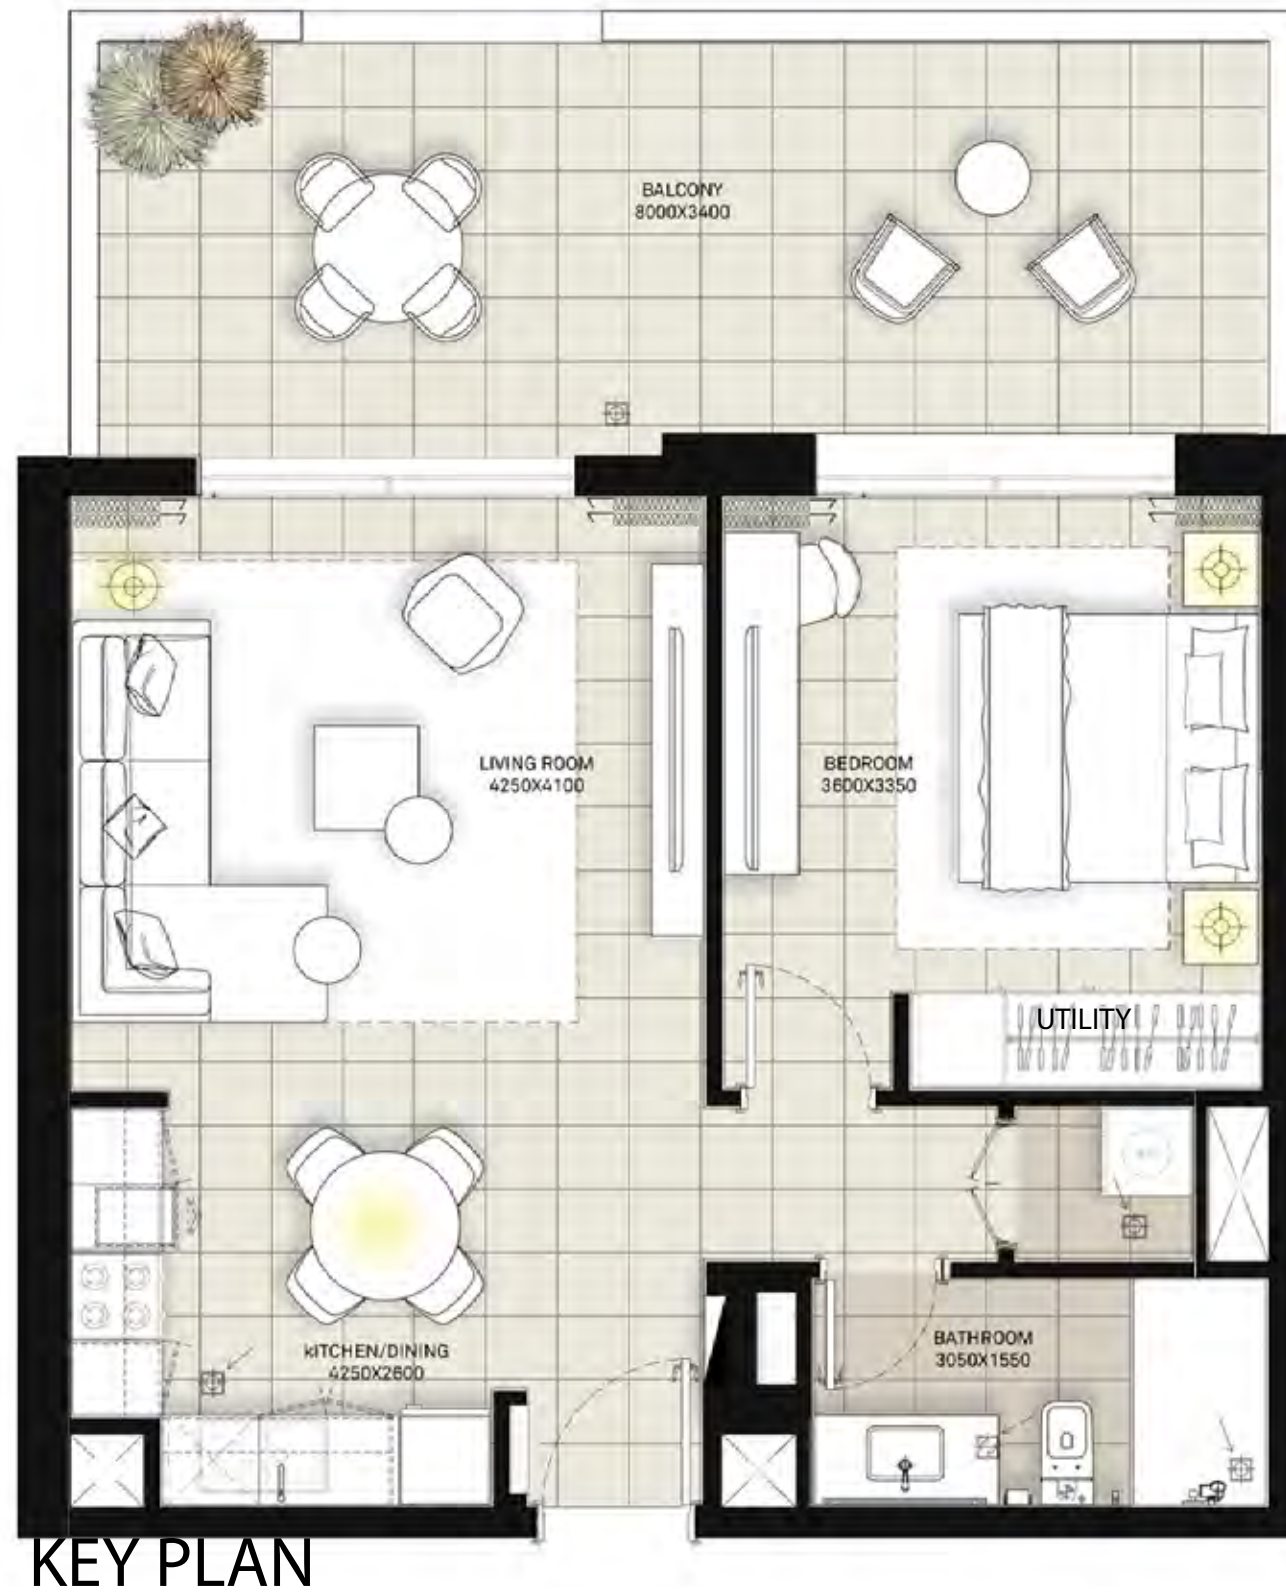 BALCONY
8000X3400
LIVING ROOM
4250X4100
BEDROOM
3600X3350
UTILITY
kITCHEN/DINING
4250X2600
BATHROOM
3050X1550
KEY PLAN